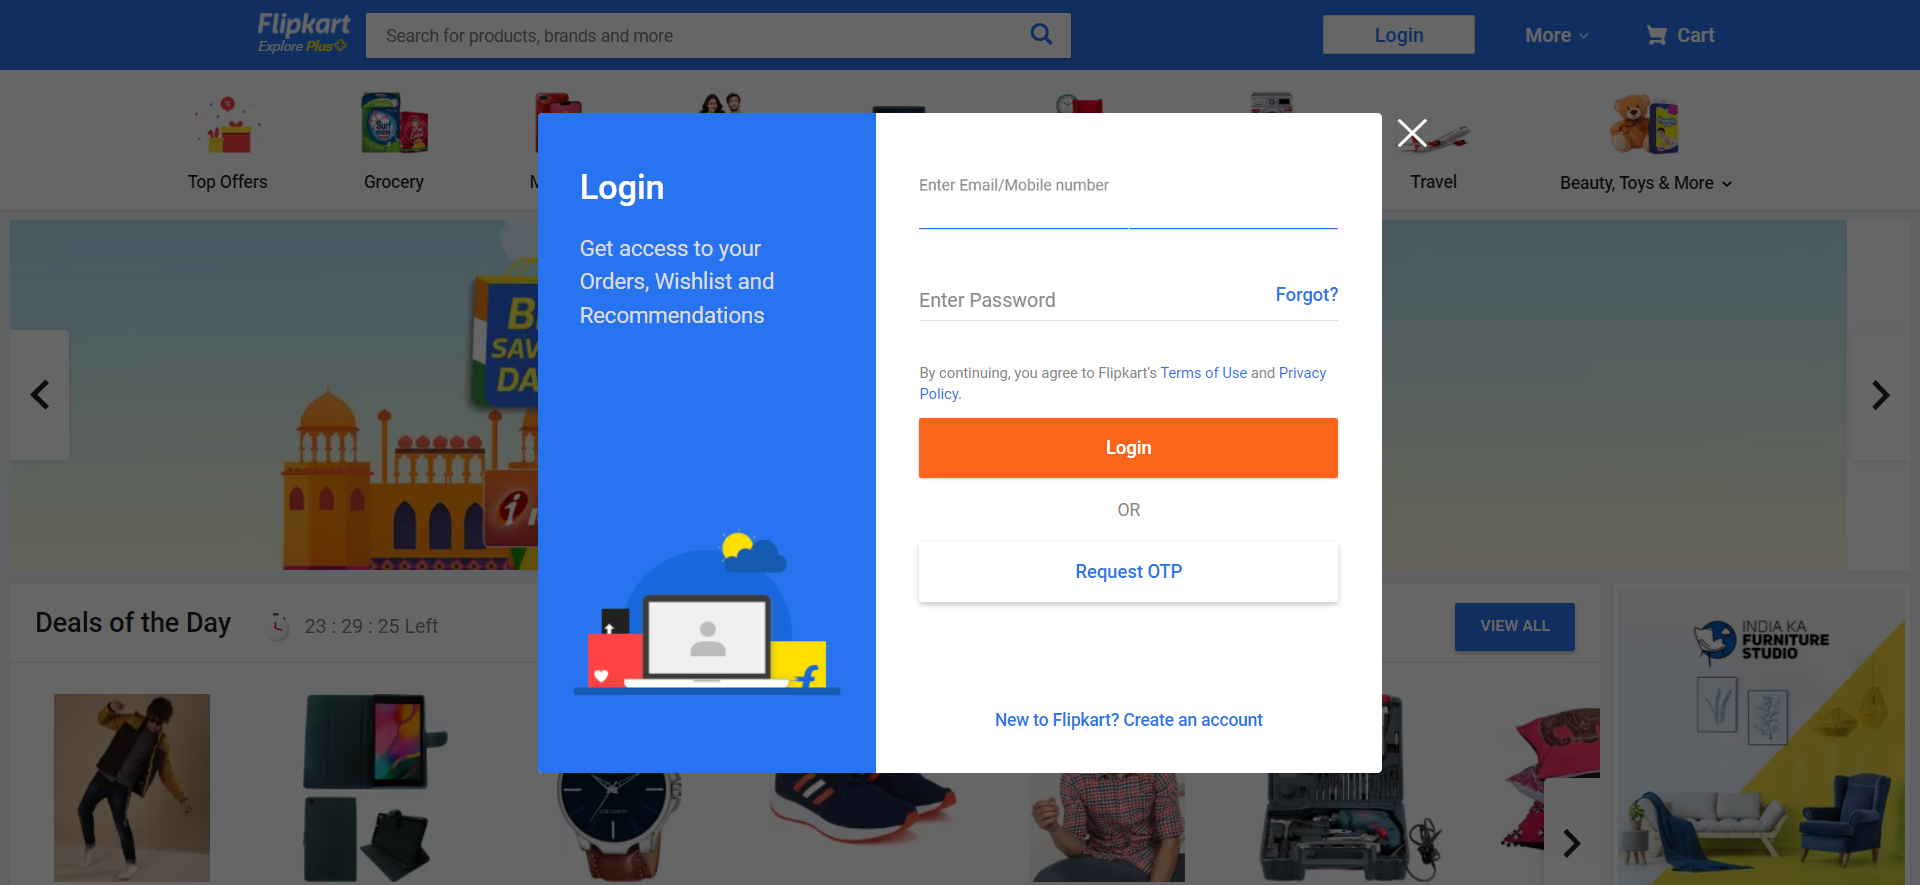 Flipkart
Explore Plus
Search for products, brands and more
Login
More
Cart
Top Offers
Grocery
Travel
Beauty, Toys & More
Login
Get access to your
Orders, Wishlist and
Recommendations
Enter Email/Mobile number
Enter Password
Forgot?
By continuing, you agree to Flipkart's Terms of Use and Privacy
Policy.
Login
OR
Request OTP
New to Flipkart? Create an account
Deals of the Day
23 : 29 : 25 Left
VIEW ALL
INDIA KA
FURNITURE
STUDIO